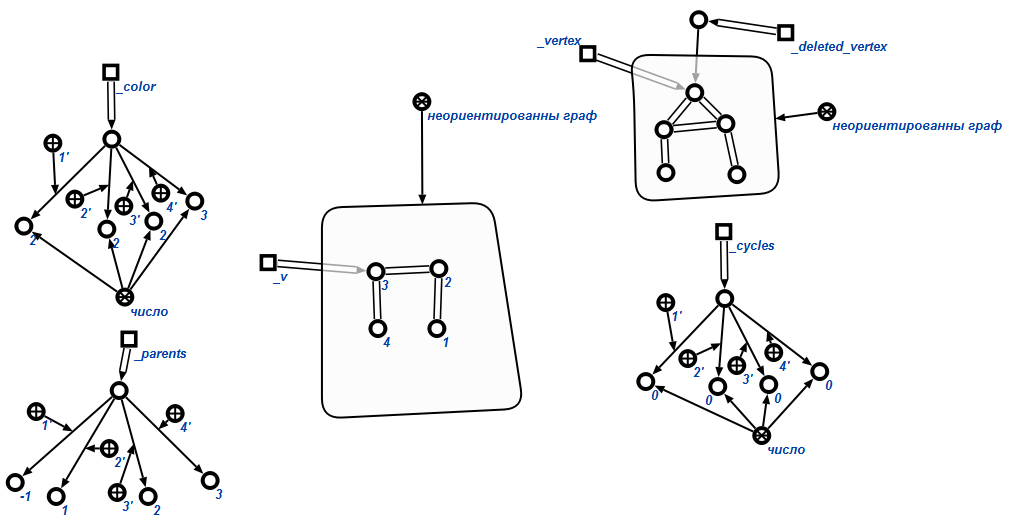 _color
1'
2'
3'
4'
3
2
2
2
число
_parents
1'
4'
2'
3'
-1
1
2
3
неориентированны граф
_v
3
2
4
1
_vertex
_deleted_vertex
неориентированны граф
_cycles
1'
2'
3'
4'
0
0
0
0
число